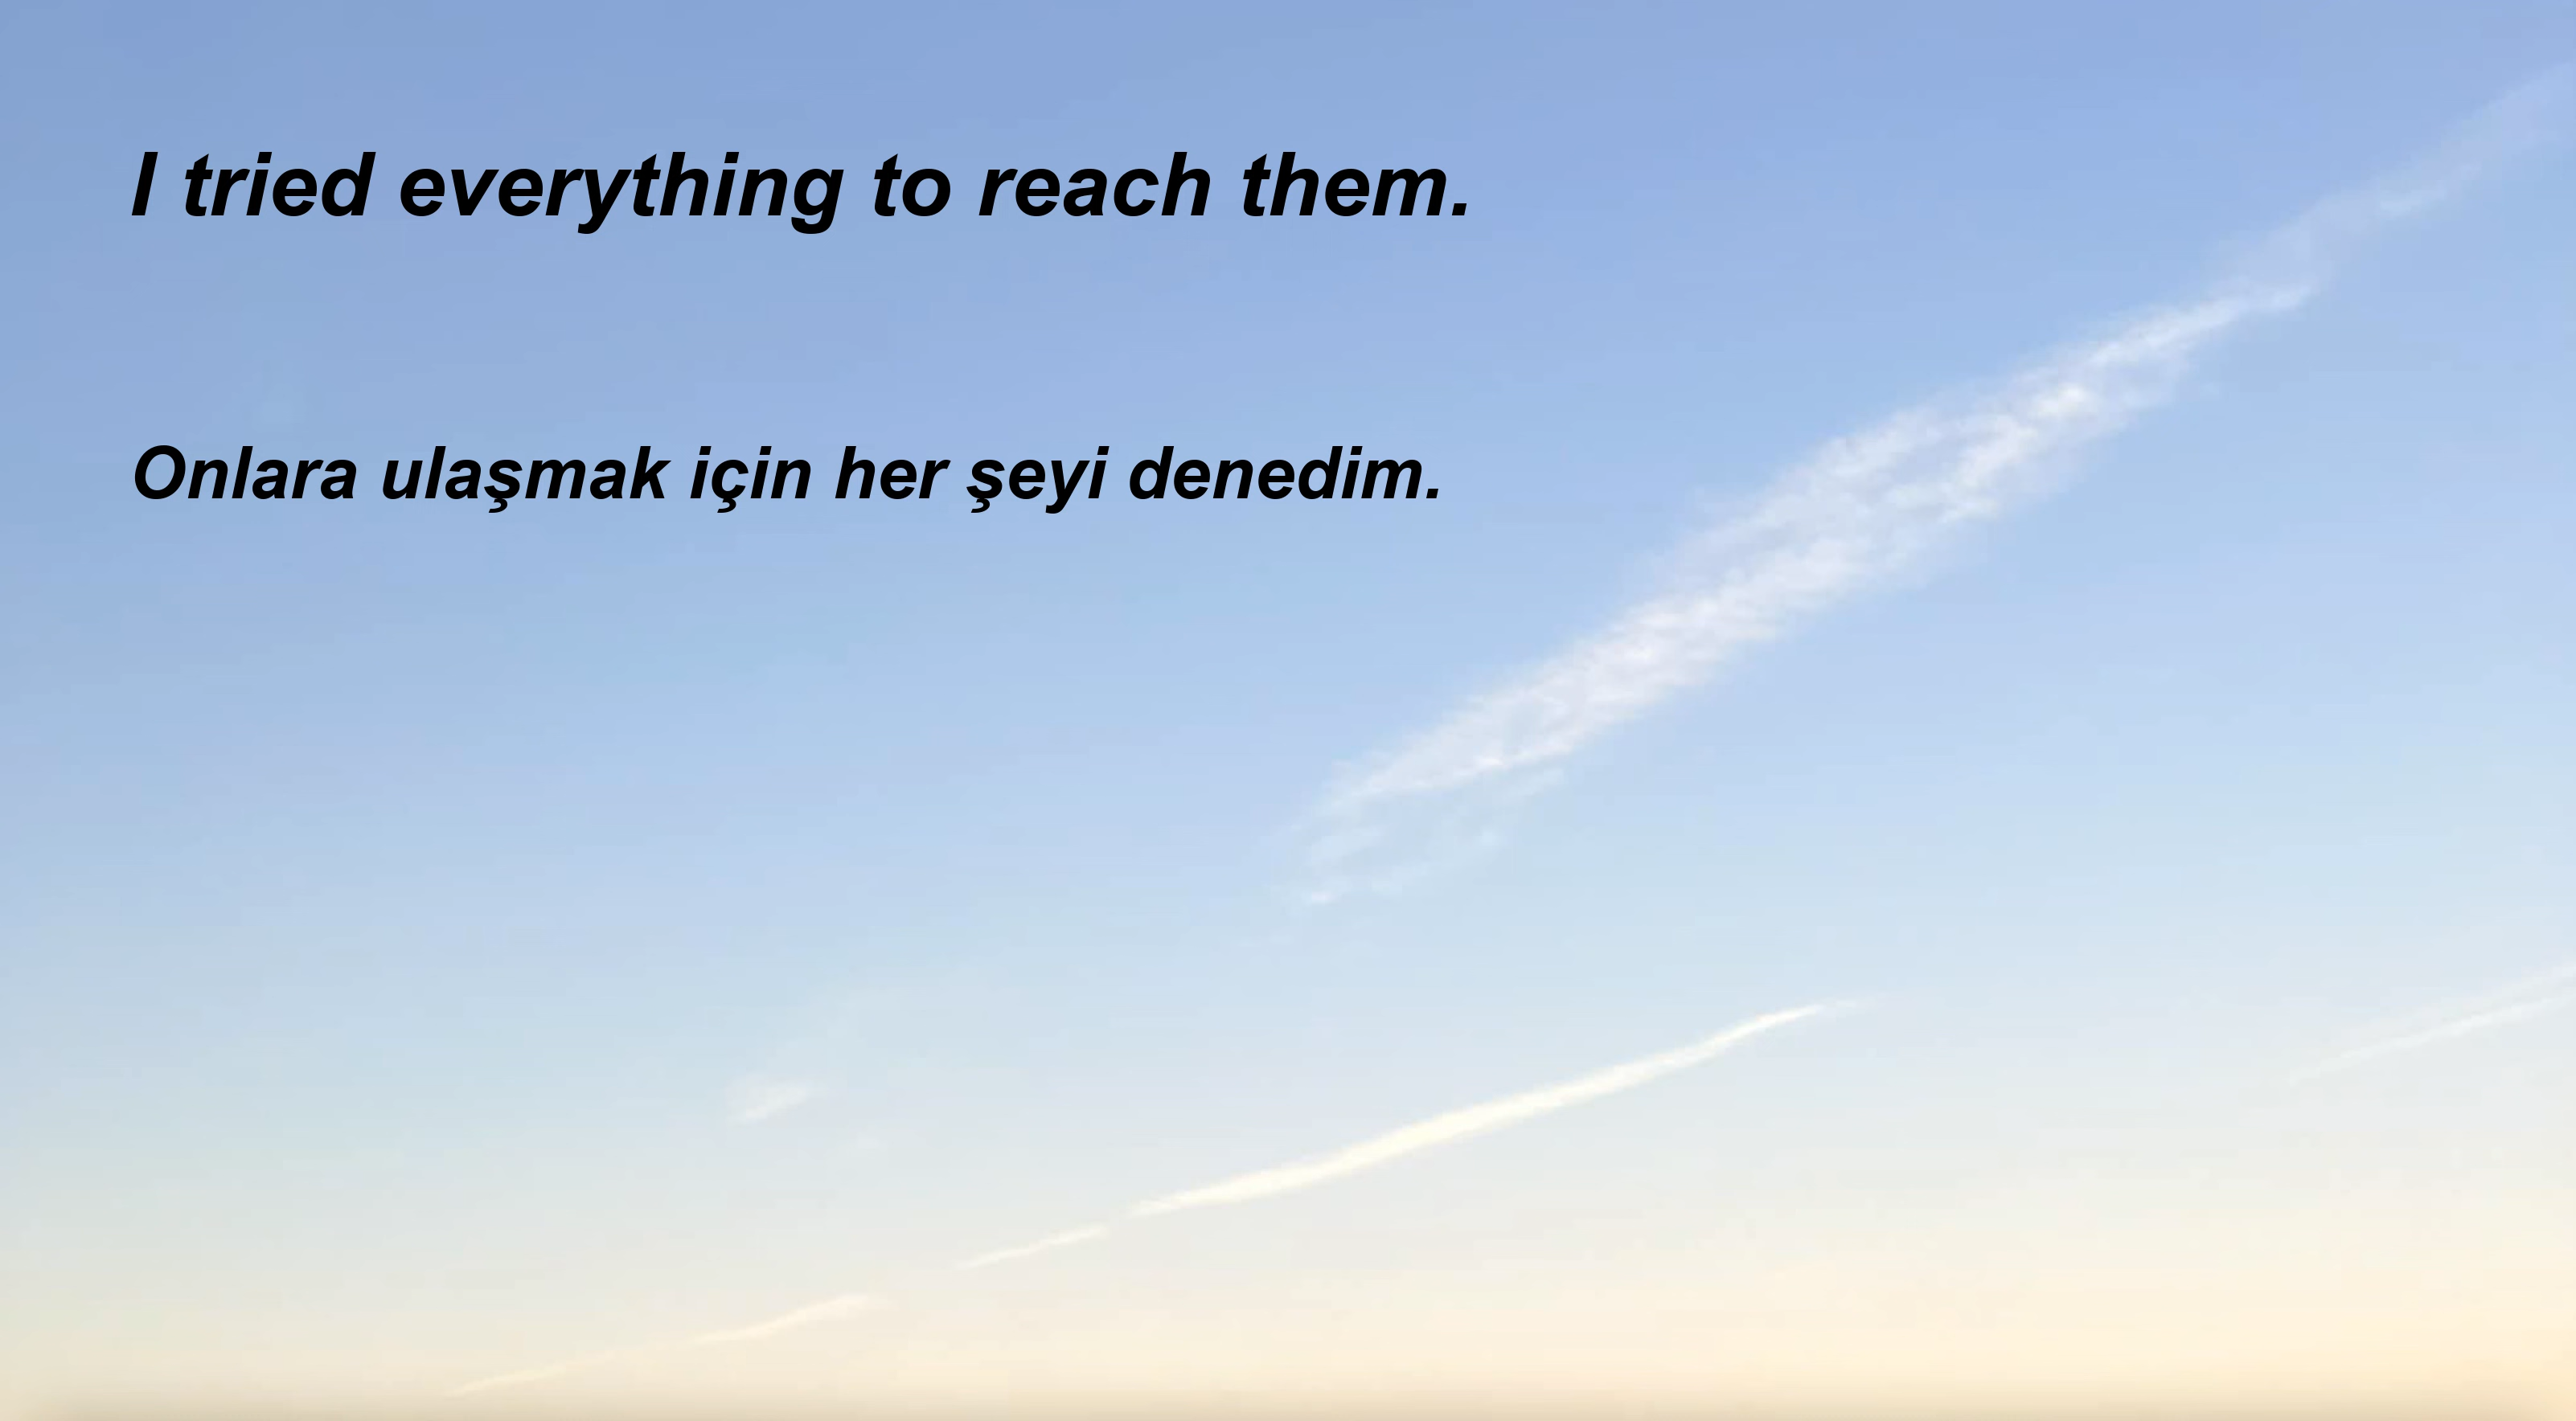 I tried everything to reach them.
Onlara ulaşmak için her şeyi denedim.